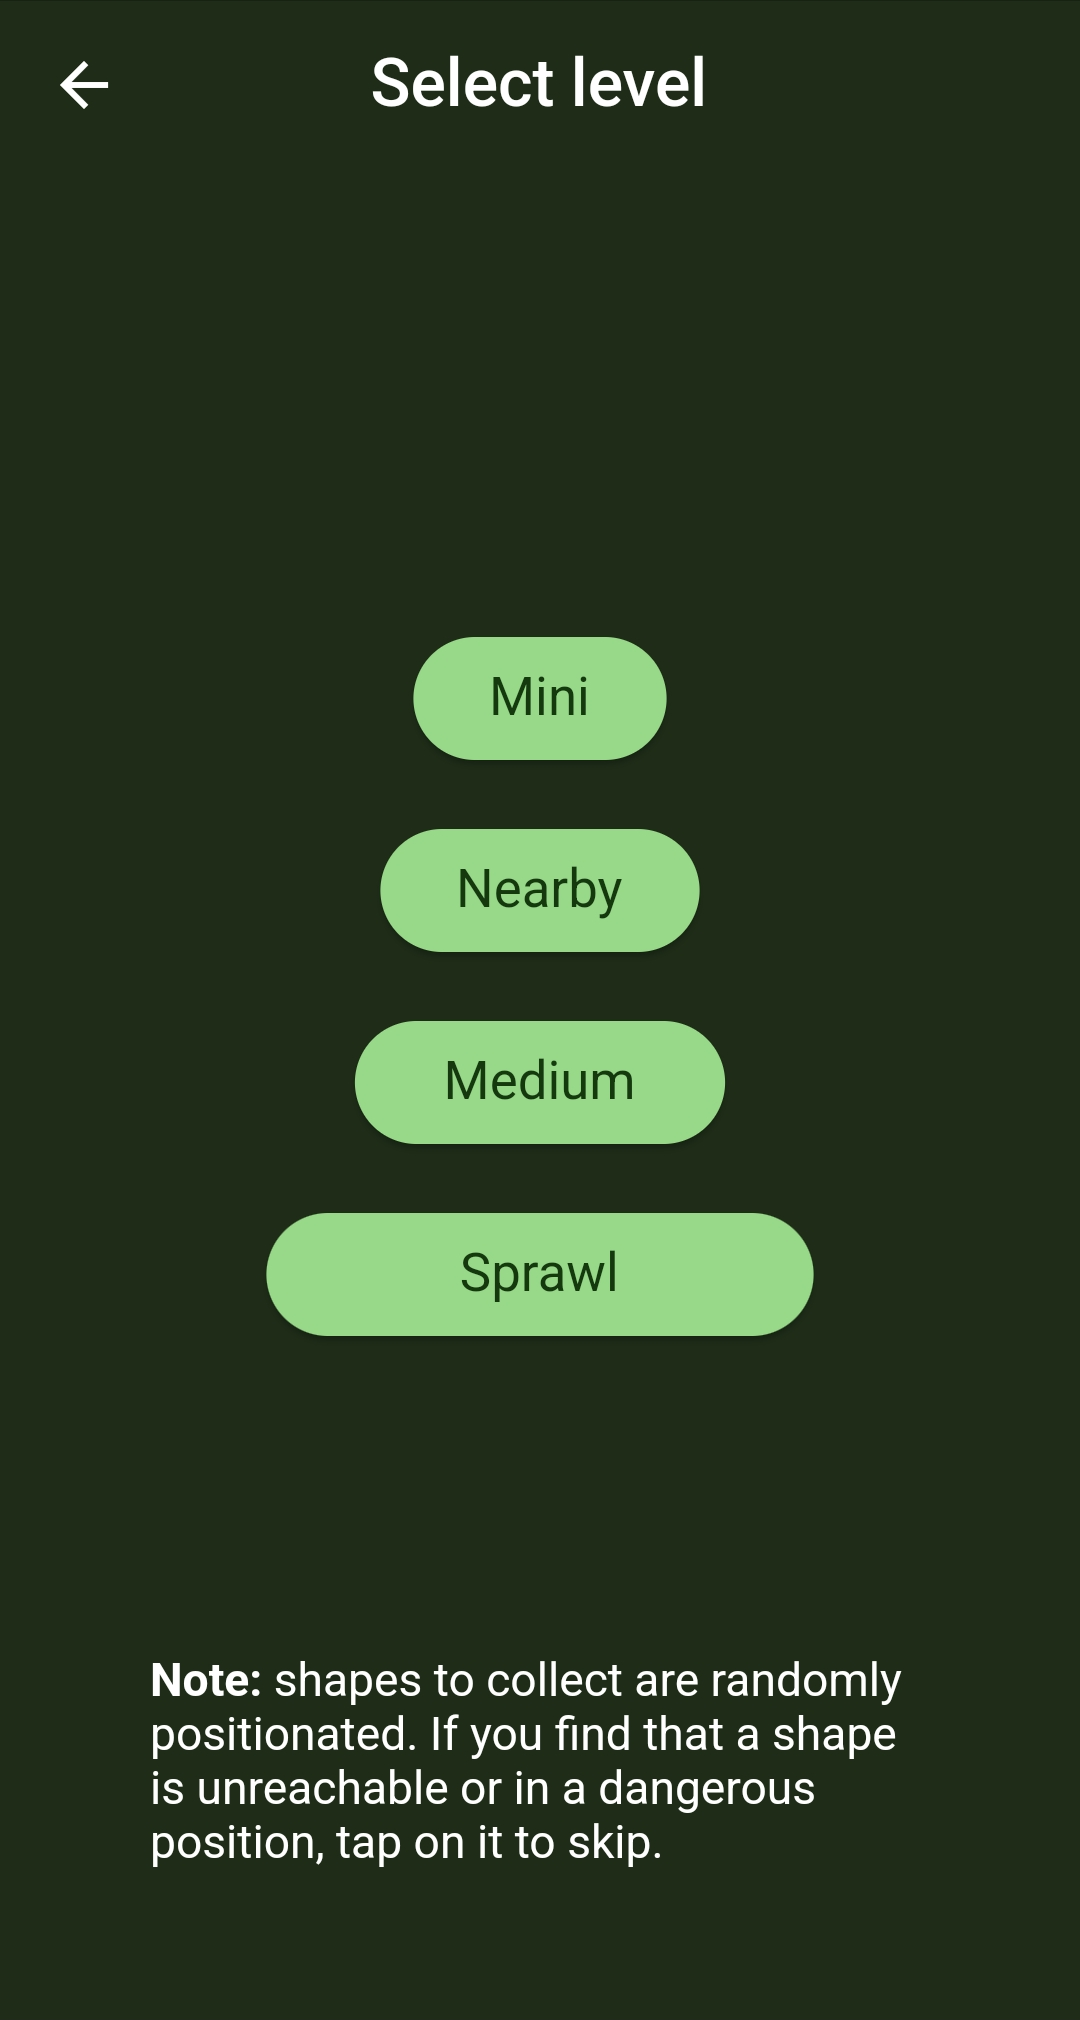 Select level
Mini
Nearby
Medium
Sprawl
Note: shapes to collect are randomly
positionated. If you find that a shape
is unreachable or in a dangerous
position, tap on it to skip.